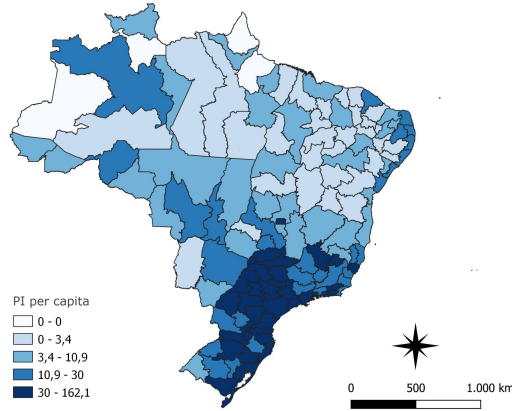 PI per capita
0 - 0
0 - 3,4
3,4 - 10,9
10,9 - 30
30 - 162,1
0 500 1.000 km